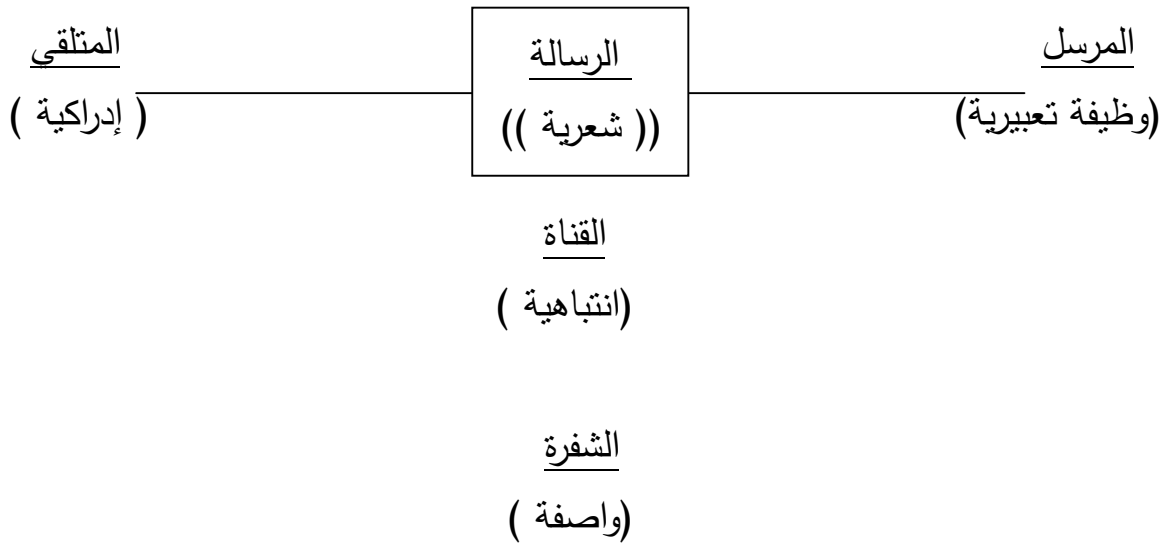 المرسل
(وظيفة تعبيرية)
الرسالة
(( شعرية ))
المتلقي
( إدراكية )
القناة
(انتباهية )
الشفرة
(واصفة )